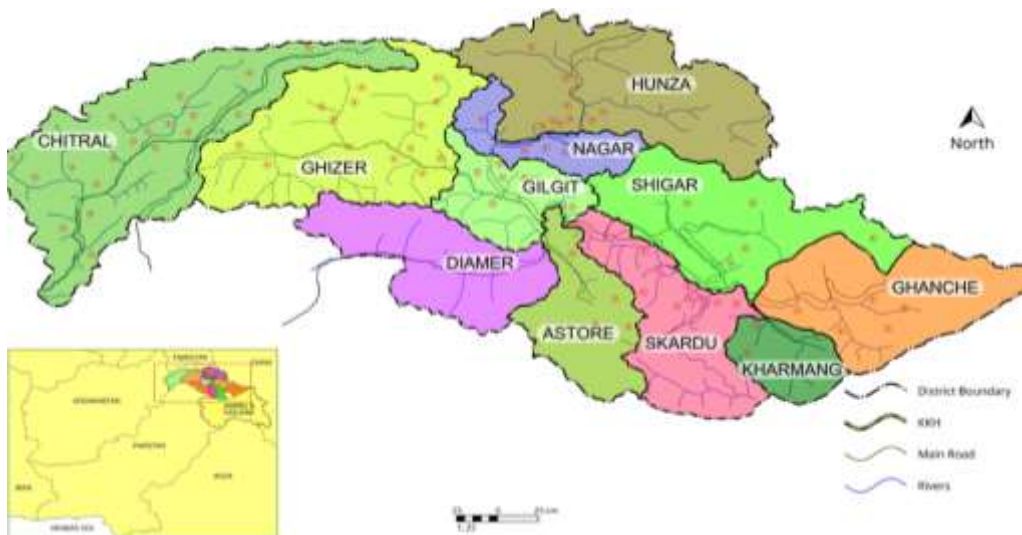 HUNZA
CHITRAL
NAGAR
North
GHIZER
GILGIT
SHIGAR
DIAMER
GHANCHE
ASTORE
SKARDU
KHARMANG
District Boundary
KKH
Main Road
Rivers
AFGHANISTAN
PAKISTAN